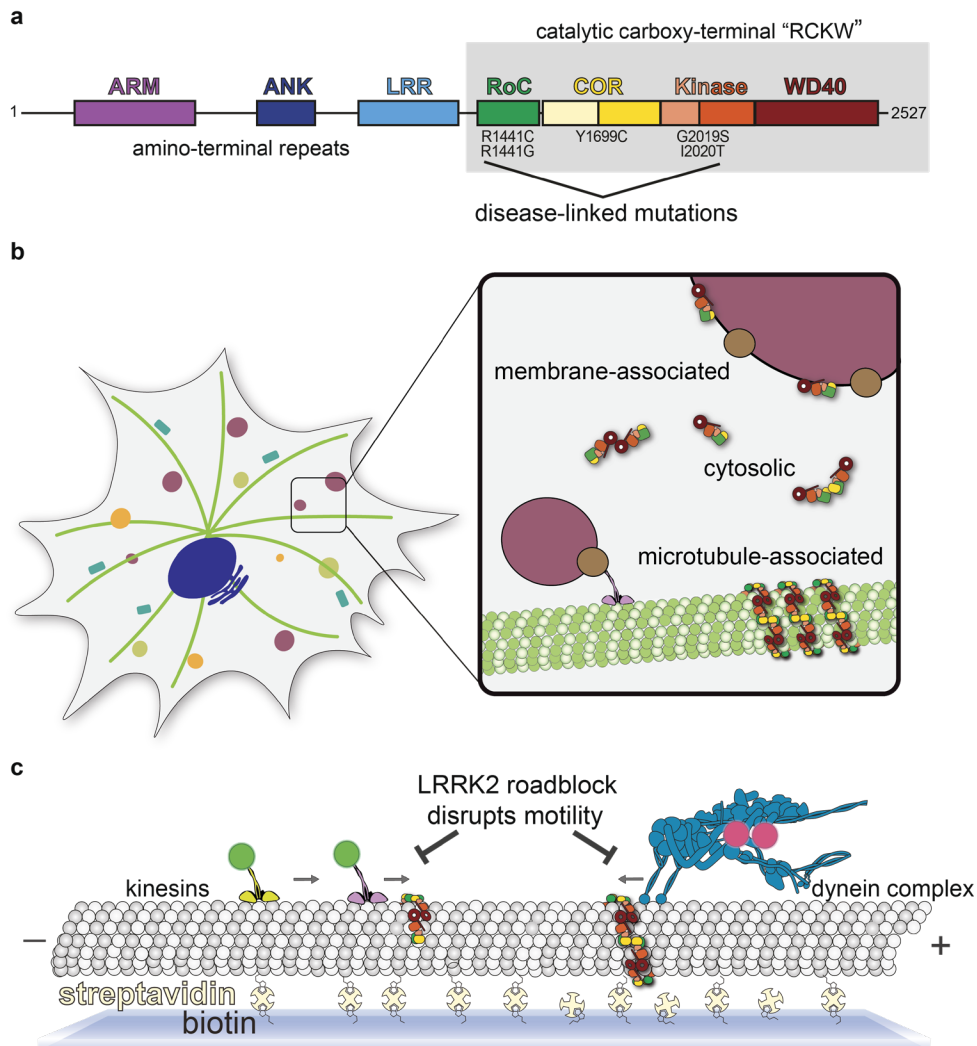 a
catalytic carboxy-terminal “RCKW”
ARM ANK LRR RoC COR Kinase WD40
1 2527
R1441C Y1699C G2019S
R1441G I2020T
amino-terminal repeats
disease-linked mutations
b
membrane-associated
cytosolic
microtubule-associated
c
LRRK2 roadblock
disrupts motility
kinesins
dynein complex
– +
streptavidin
biotin